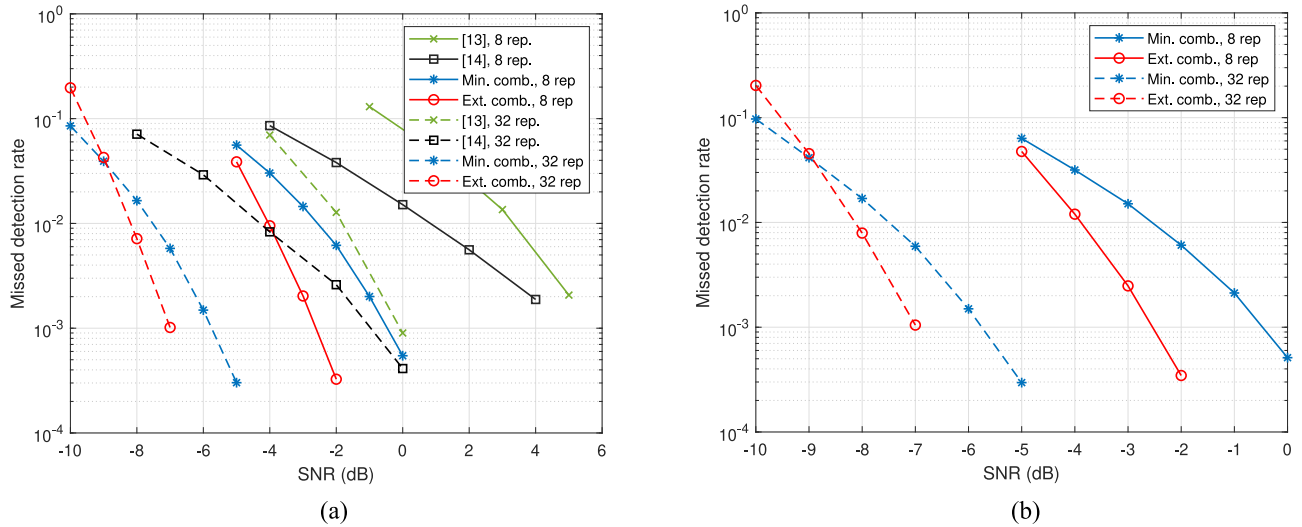 10^0
10^-1
10^-2
10^-3
10^-4
Missed detection rate
-10 -8 -6 -4 -2 0 2 4 6
SNR (dB)
[13], 8 rep.
[14], 8 rep.
Min. comb., 8 rep
Ext. comb., 8 rep
[13], 32 rep.
[14], 32 rep.
Min. comb., 32 rep
Ext. comb., 32 rep
(a)
10^0
10^-1
10^-2
10^-3
10^-4
Missed detection rate
-10 -9 -8 -7 -6 -5 -4 -3 -2 -1 0
SNR (dB)
Min. comb., 8 rep
Ext. comb., 8 rep
Min. comb., 32 rep
Ext. comb., 32 rep
(b)